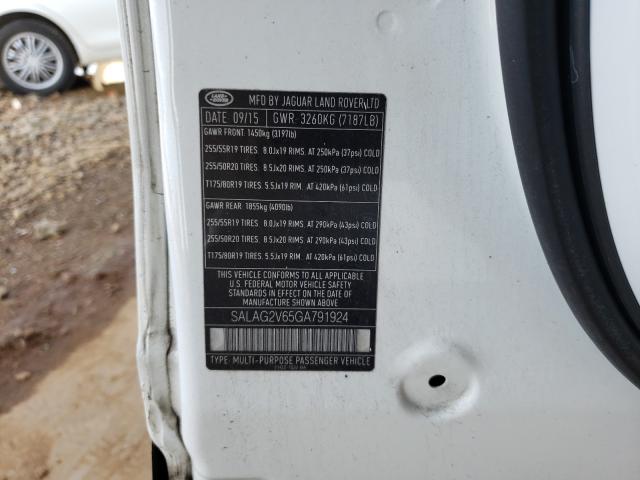 LAND ROVER
MFD BY JAGUAR LAND ROVER LTD
DATE 09/15 GWR 3260KG (7187LB)
GAWR FRONT 1450kg (3197lb)
255/55R19 TIRES. 8.0Jx19 RIMS. AT 250kPa (37psi) COLD
255/50R20 TIRES. 8.5Jx20 RIMS. AT 250kPa (37psi) COLD
T175/80R19 TIRES. 5.5Jx19 RIM. AT 420kPa (61psi) COLD
GAWR REAR 1855kg (4090lb)
255/55R19 TIRES. 8.0Jx19 RIMS. AT 290kPa (43psi) COLD
255/50R20 TIRES. 8.5Jx20 RIMS. AT 290kPa (43psi) COLD
T175/80R19 TIRES. 5.5Jx19 RIM. AT 420kPa (61psi) COLD
THIS VEHICLE CONFORMS TO ALL APPLICABLE
U.S. FEDERAL MOTOR VEHICLE SAFETY
STANDARDS IN EFFECT ON THE DATE OF
MANUFACTURE SHOWN ABOVE
SALAG2V65GA791924
TYPE: MULTI-PURPOSE PASSENGER VEHICLE